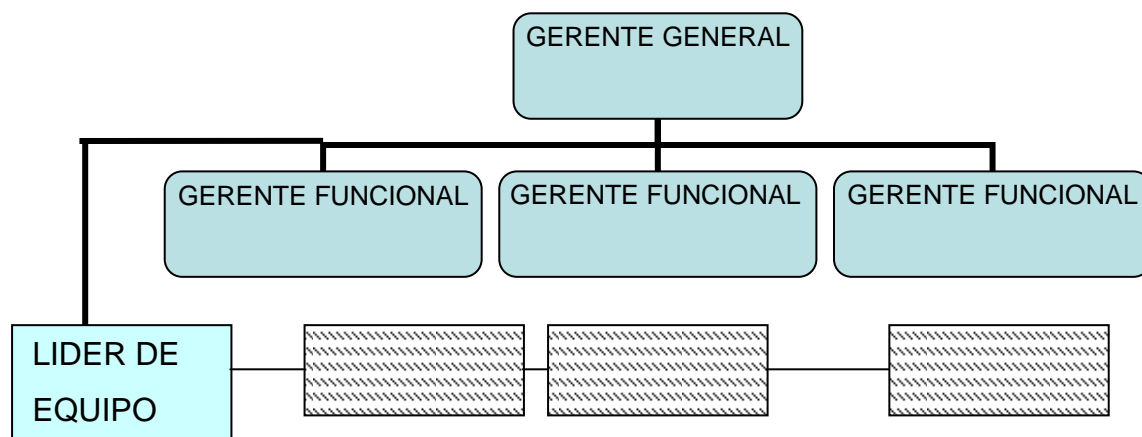 GERENTE GENERAL
GERENTE FUNCIONAL
GERENTE FUNCIONAL
GERENTE FUNCIONAL
LIDER DE
EQUIPO